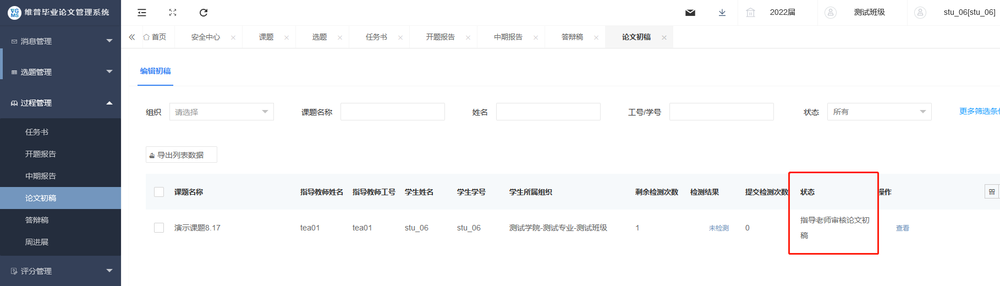 VG
MS
维普毕业论文管理系统
2022届
测试班级
stu_06[stu_06]
消息管理
选题管理
过程管理
任务书
开题报告
中期报告
论文初稿
答辩稿
周进展
评分管理
首页
安全中心
课题
选题
任务书
开题报告
中期报告
答辩稿
论文初稿
编辑初稿
组织
请选择
课题名称
姓名
工号/学号
状态
所有
更多筛选条
导出列表数据
课题名称
指导教师姓名
指导教师工号
学生姓名
学生学号
学生所属组织
剩余检测次数
检测结果
提交检测次数
状态
操作
演示课题8.17
tea01
tea01
stu_06
stu_06
测试学院-测试专业-测试班级
1
未检测
0
指导老师审核论文初
稿
查看